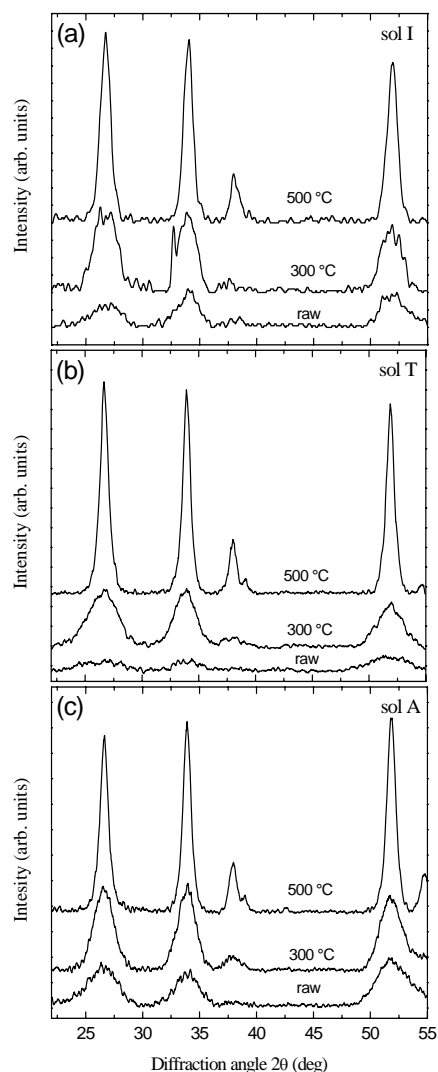 (a)
sol I
Intensity (arb. units)
500 °C
300 °C
raw
(b)
sol T
Intensity (arb. units)
500 °C
300 °C
raw
(c)
sol A
Intesity (arb. units)
500 °C
300 °C
raw
25 30 35 40 45 50 55
Diffraction angle 2θ (deg)